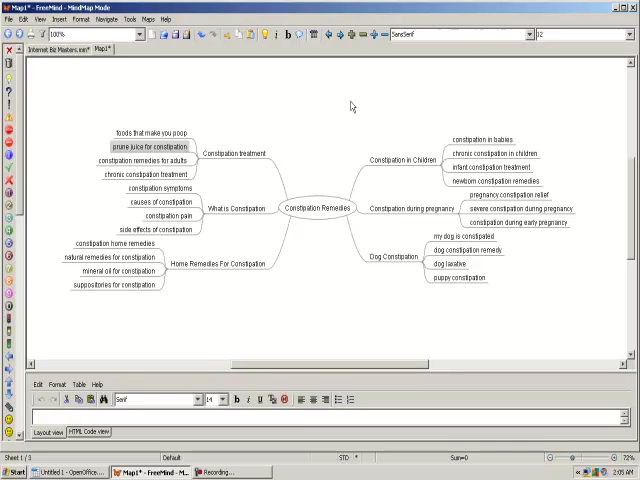 Map1* - FreeMind - MindMap Mode
File Edit View Insert Format Navigate Tools Maps Help
100%
SansSerif
12
Internet Biz Masters.mm*
Map1*
foods that make you poop
prune juice for constipation
constipation remedies for adults
chronic constipation treatment
Constipation treatment
constipation symptoms
causes of constipation
constipation pain
side effects of constipation
What is Constipation
constipation home remedies
natural remedies for constipation
mineral oil for constipation
suppositories for constipation
Home Remedies For Constipation
Constipation Remedies
Constipation in Children
constipation in babies
chronic constipation in children
infant constipation treatment
newborn constipation remedies
Constipation during pregnancy
pregnancy constipation relief
severe constipation during pregnancy
constipation during early pregnancy
Dog Constipation
my dog is constipated
dog constipation remedy
dog laxative
puppy constipation
Edit Format Table Help
Serif
14
Layout view
HTML Code view
Sheet 1 / 3
Default
STD *
Sum=0
72%
Start
Untitled 1 - OpenOffice....
Map1* - FreeMind - M...
Recording...
2:05 AM